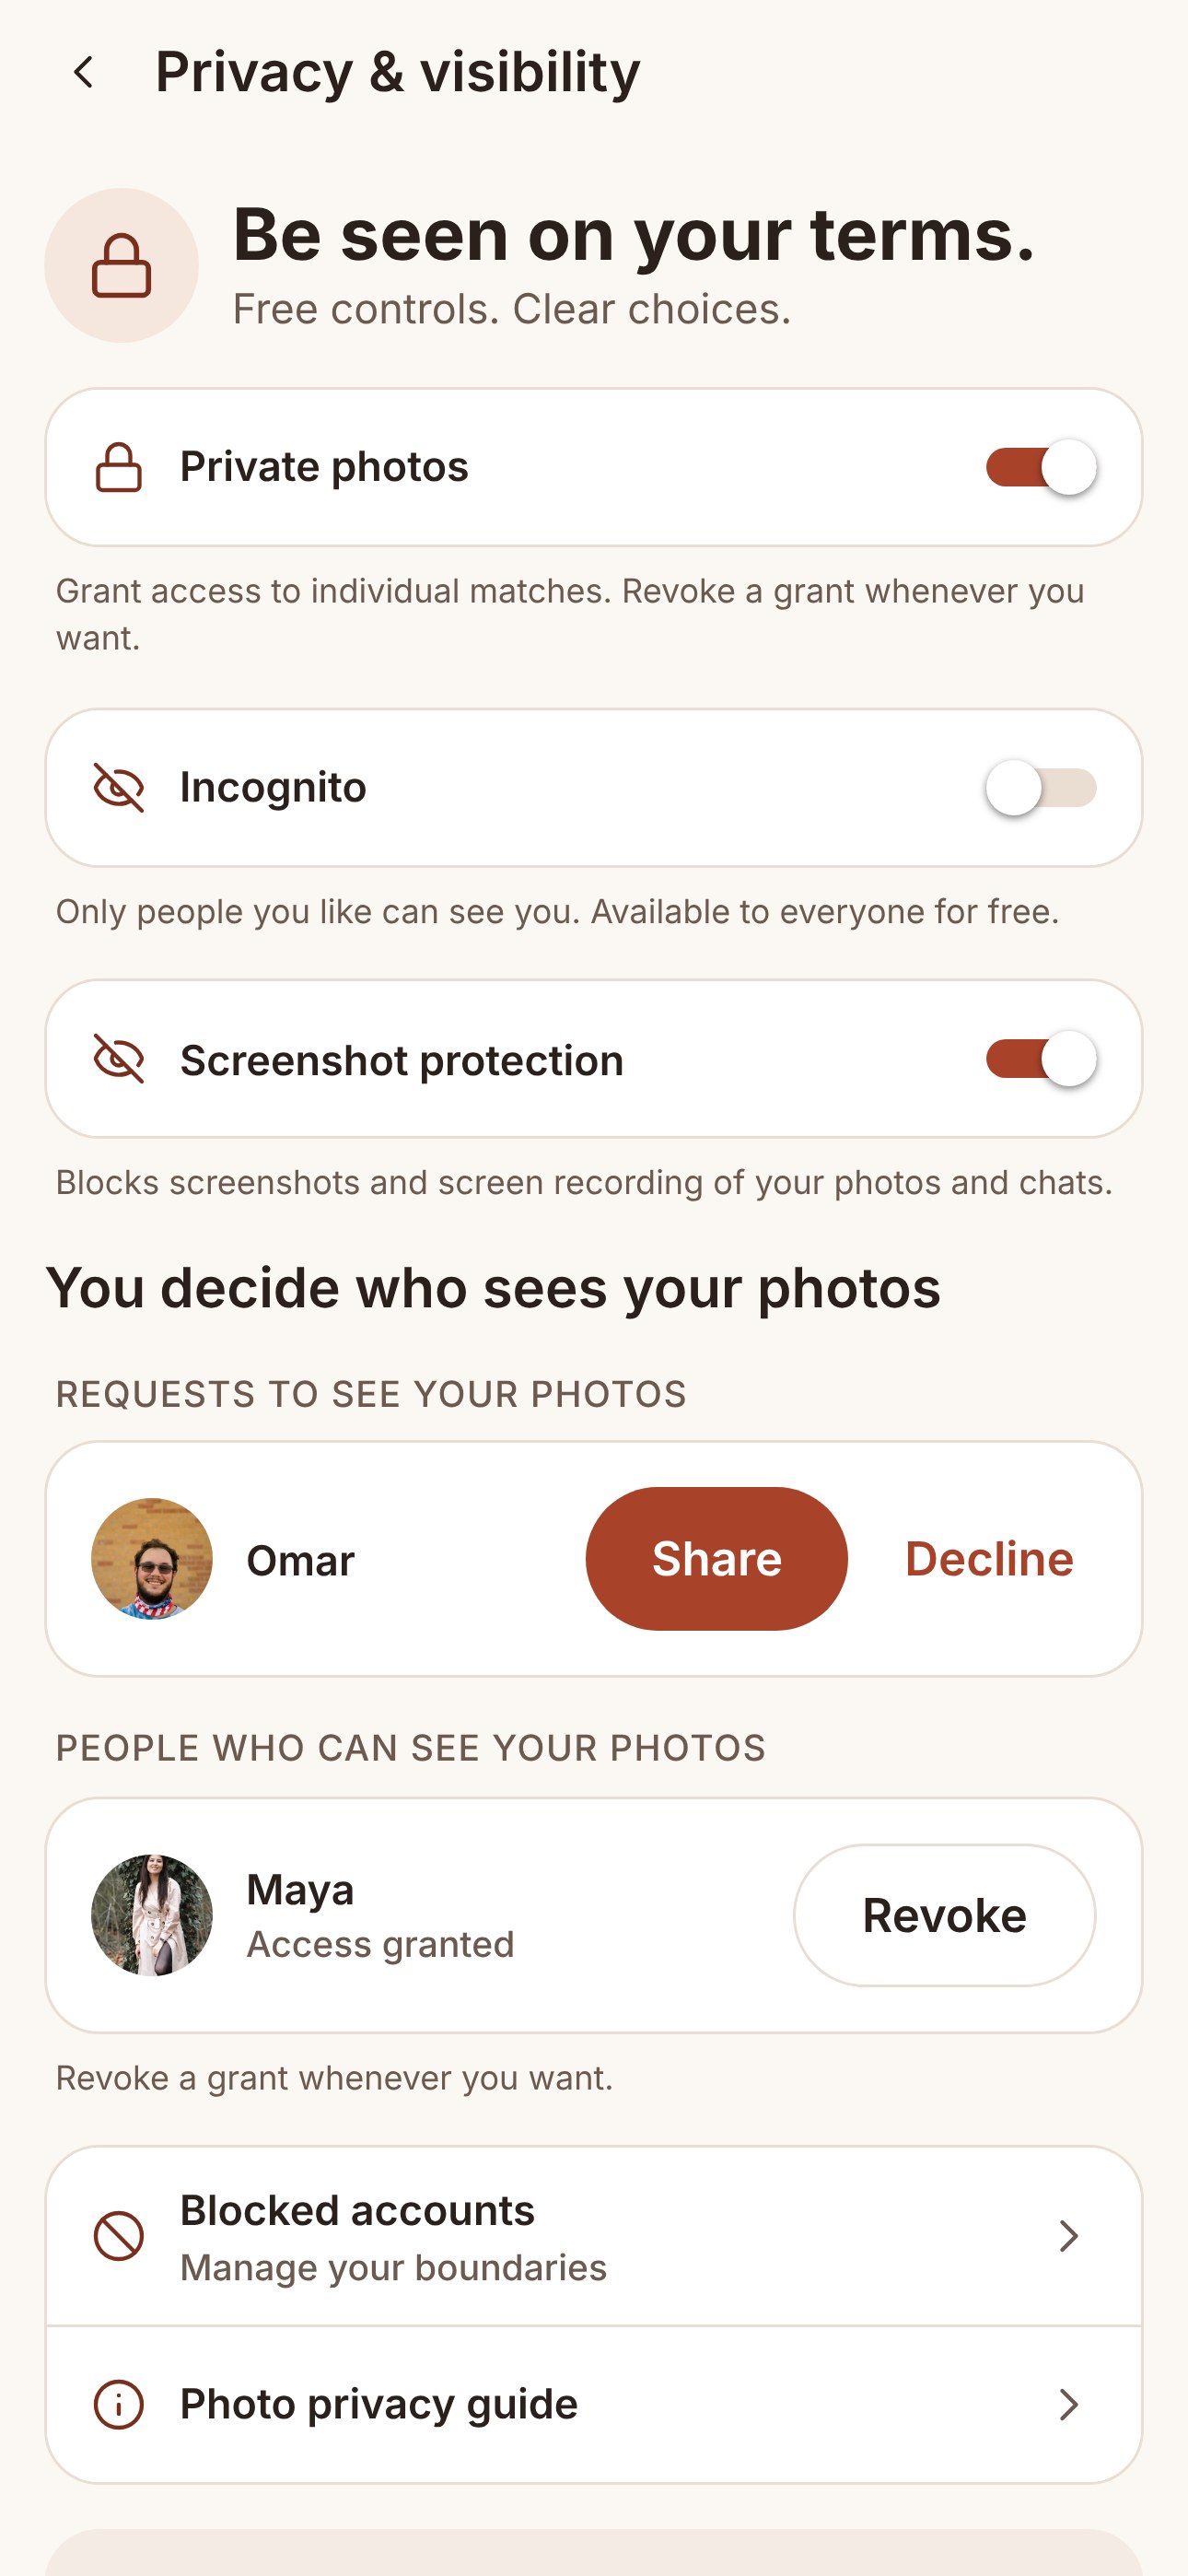 Privacy & visibility
Be seen on your terms.
Free controls. Clear choices.
Private photos
Grant access to individual matches. Revoke a grant whenever you
want.
Incognito
Only people you like can see you. Available to everyone for free.
Screenshot protection
Blocks screenshots and screen recording of your photos and chats.
You decide who sees your photos
REQUESTS TO SEE YOUR PHOTOS
Omar
Share
Decline
PEOPLE WHO CAN SEE YOUR PHOTOS
Maya
Access granted
Revoke
Revoke a grant whenever you want.
Blocked accounts
Manage your boundaries
Photo privacy guide